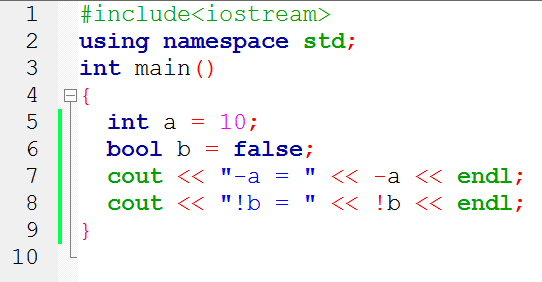 1 #include<iostream>
2 using namespace std;
3 int main()
4 {
5 int a = 10;
6 bool b = false;
7 cout << "-a = " << -a << endl;
8 cout << "!b = " << !b << endl;
9 }
10